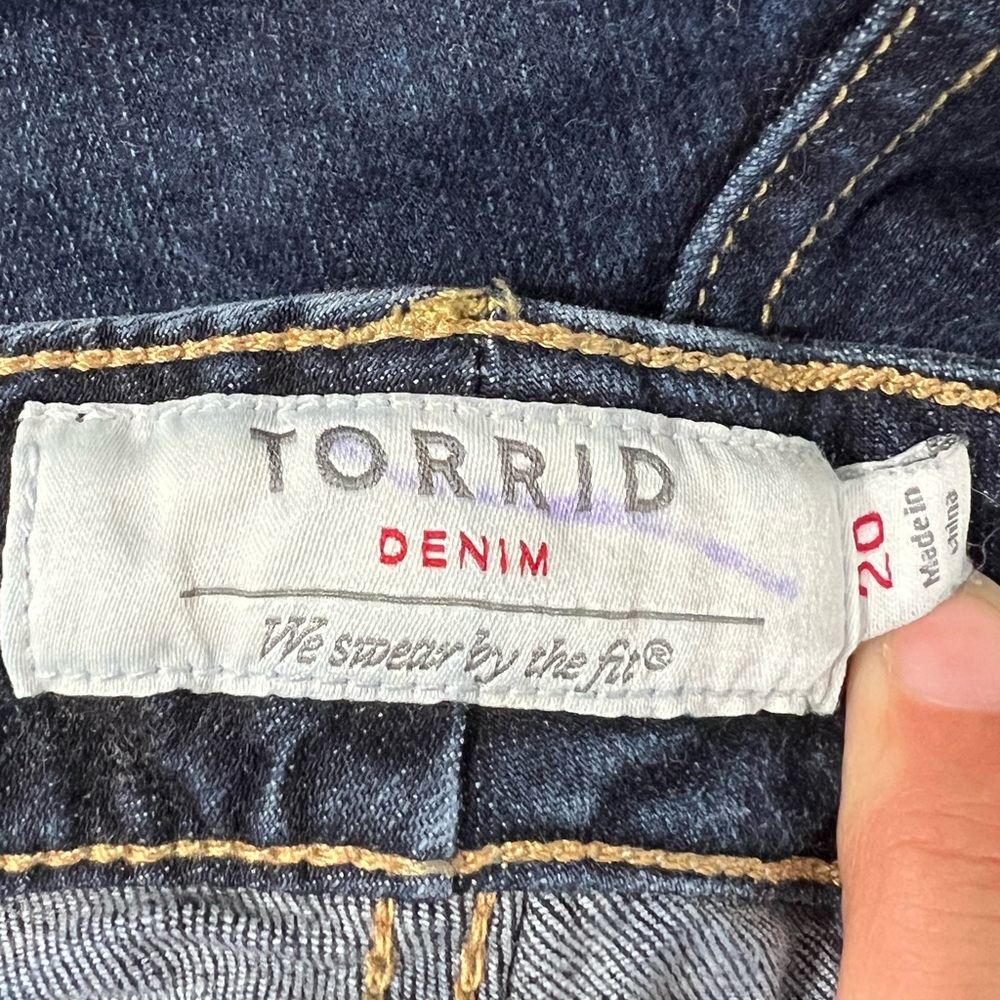 TORRID
DENIM
We swear by the fit®
20
Made in
China